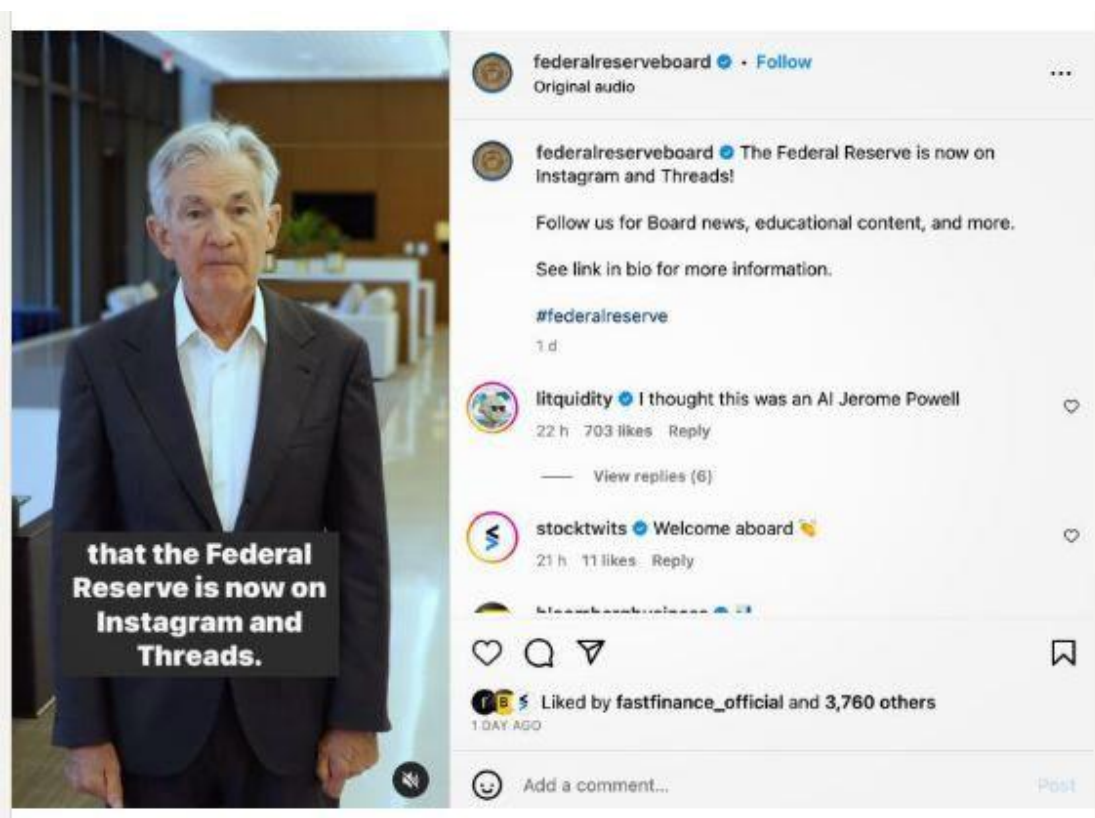 that the Federal
Reserve is now on
Instagram and
Threads.
federalreserveboard • Follow
Original audio
...
federalreserveboard The Federal Reserve is now on
Instagram and Threads!
Follow us for Board news, educational content, and more.
See link in bio for more information.
#federalreserve
1 d
litquidity I thought this was an AI Jerome Powell
22 h 703 likes Reply
View replies (6)
stocktwits Welcome aboard 👏
21 h 11 likes Reply
Liked by fastfinance_official and 3,760 others
1 DAY AGO
Add a comment...
Post